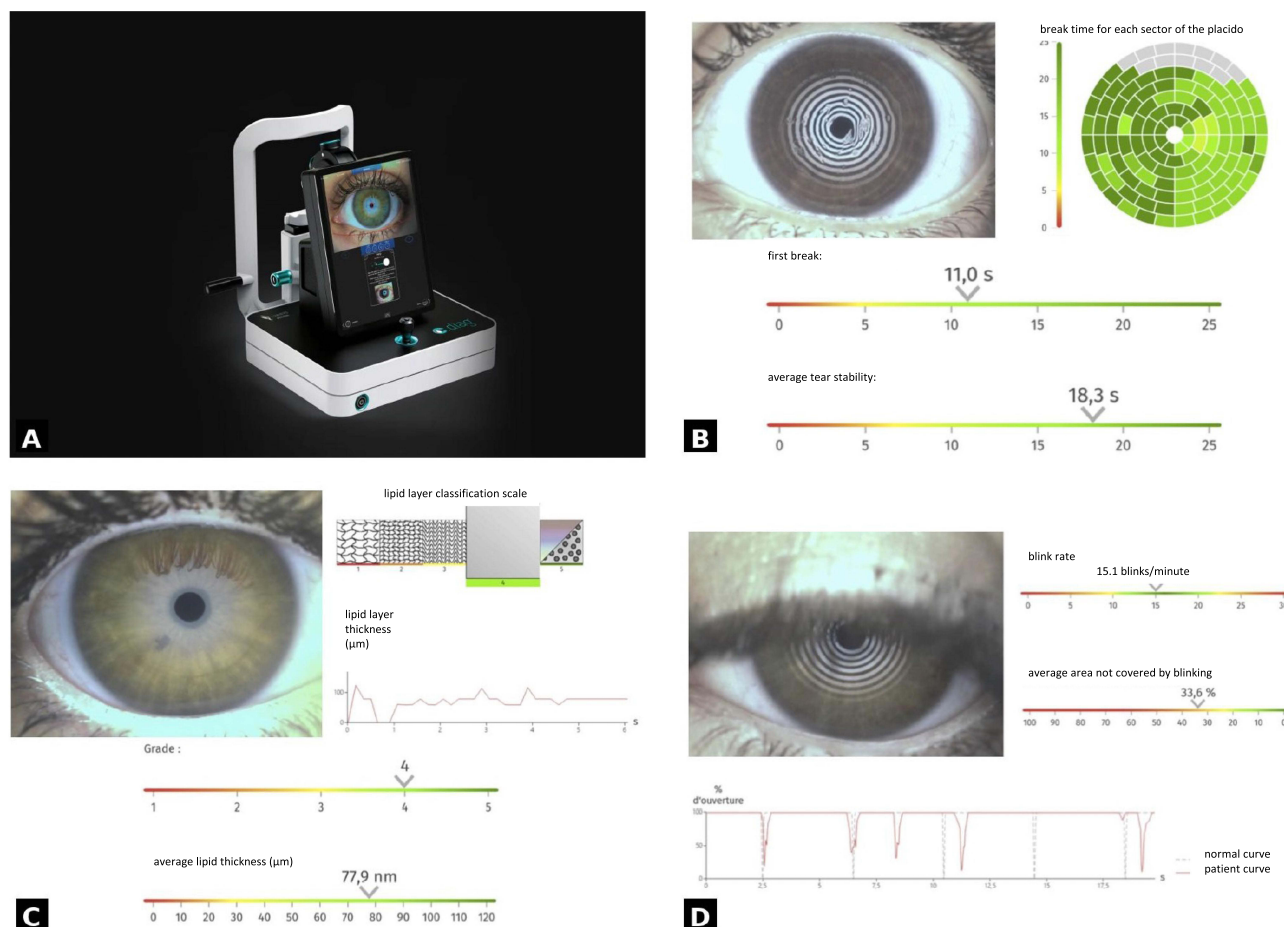 A
C.diag
B
break time for each sector of the placido
25
20
15
10
5
0
first break:
11,0 s
0 5 10 15 20 25
average tear stability:
18,3 s
0 5 10 15 20 25
C
lipid layer classification scale
1 2 3 4 5
lipid layer
thickness
(µm)
100
0
0 1 2 3 4 5 6 s
Grade :
4
1 2 3 4 5
average lipid thickness (µm)
77,9 nm
0 10 20 30 40 50 60 70 80 90 100 110 120
D
blink rate
15.1 blinks/minute
0 5 10 15 20 25 30
average area not covered by blinking
33,6 %
100 90 80 70 60 50 40 30 20 10 0
%
d'ouverture
100
50
0
0 2,5 5 7,5 10 12,5 15 17,5 s
normal curve
patient curve